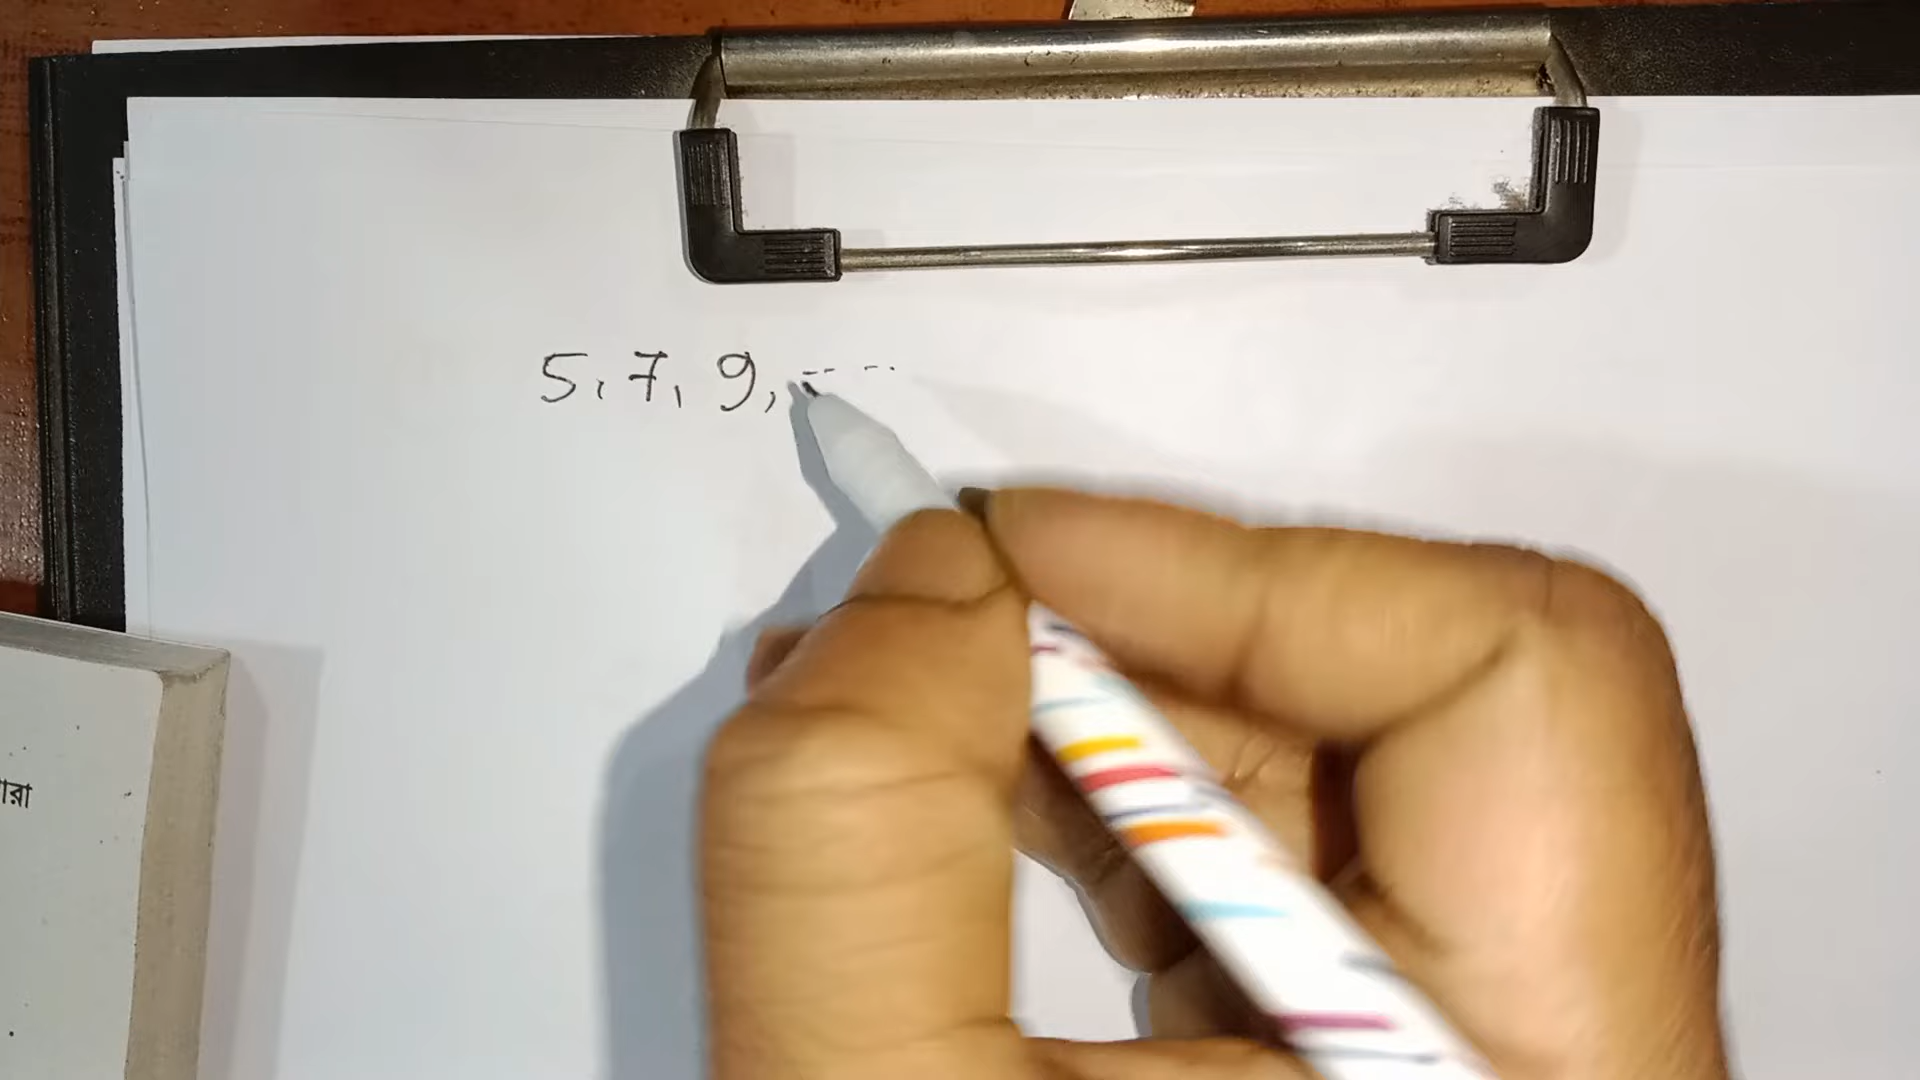 5, 7, 9, -- --